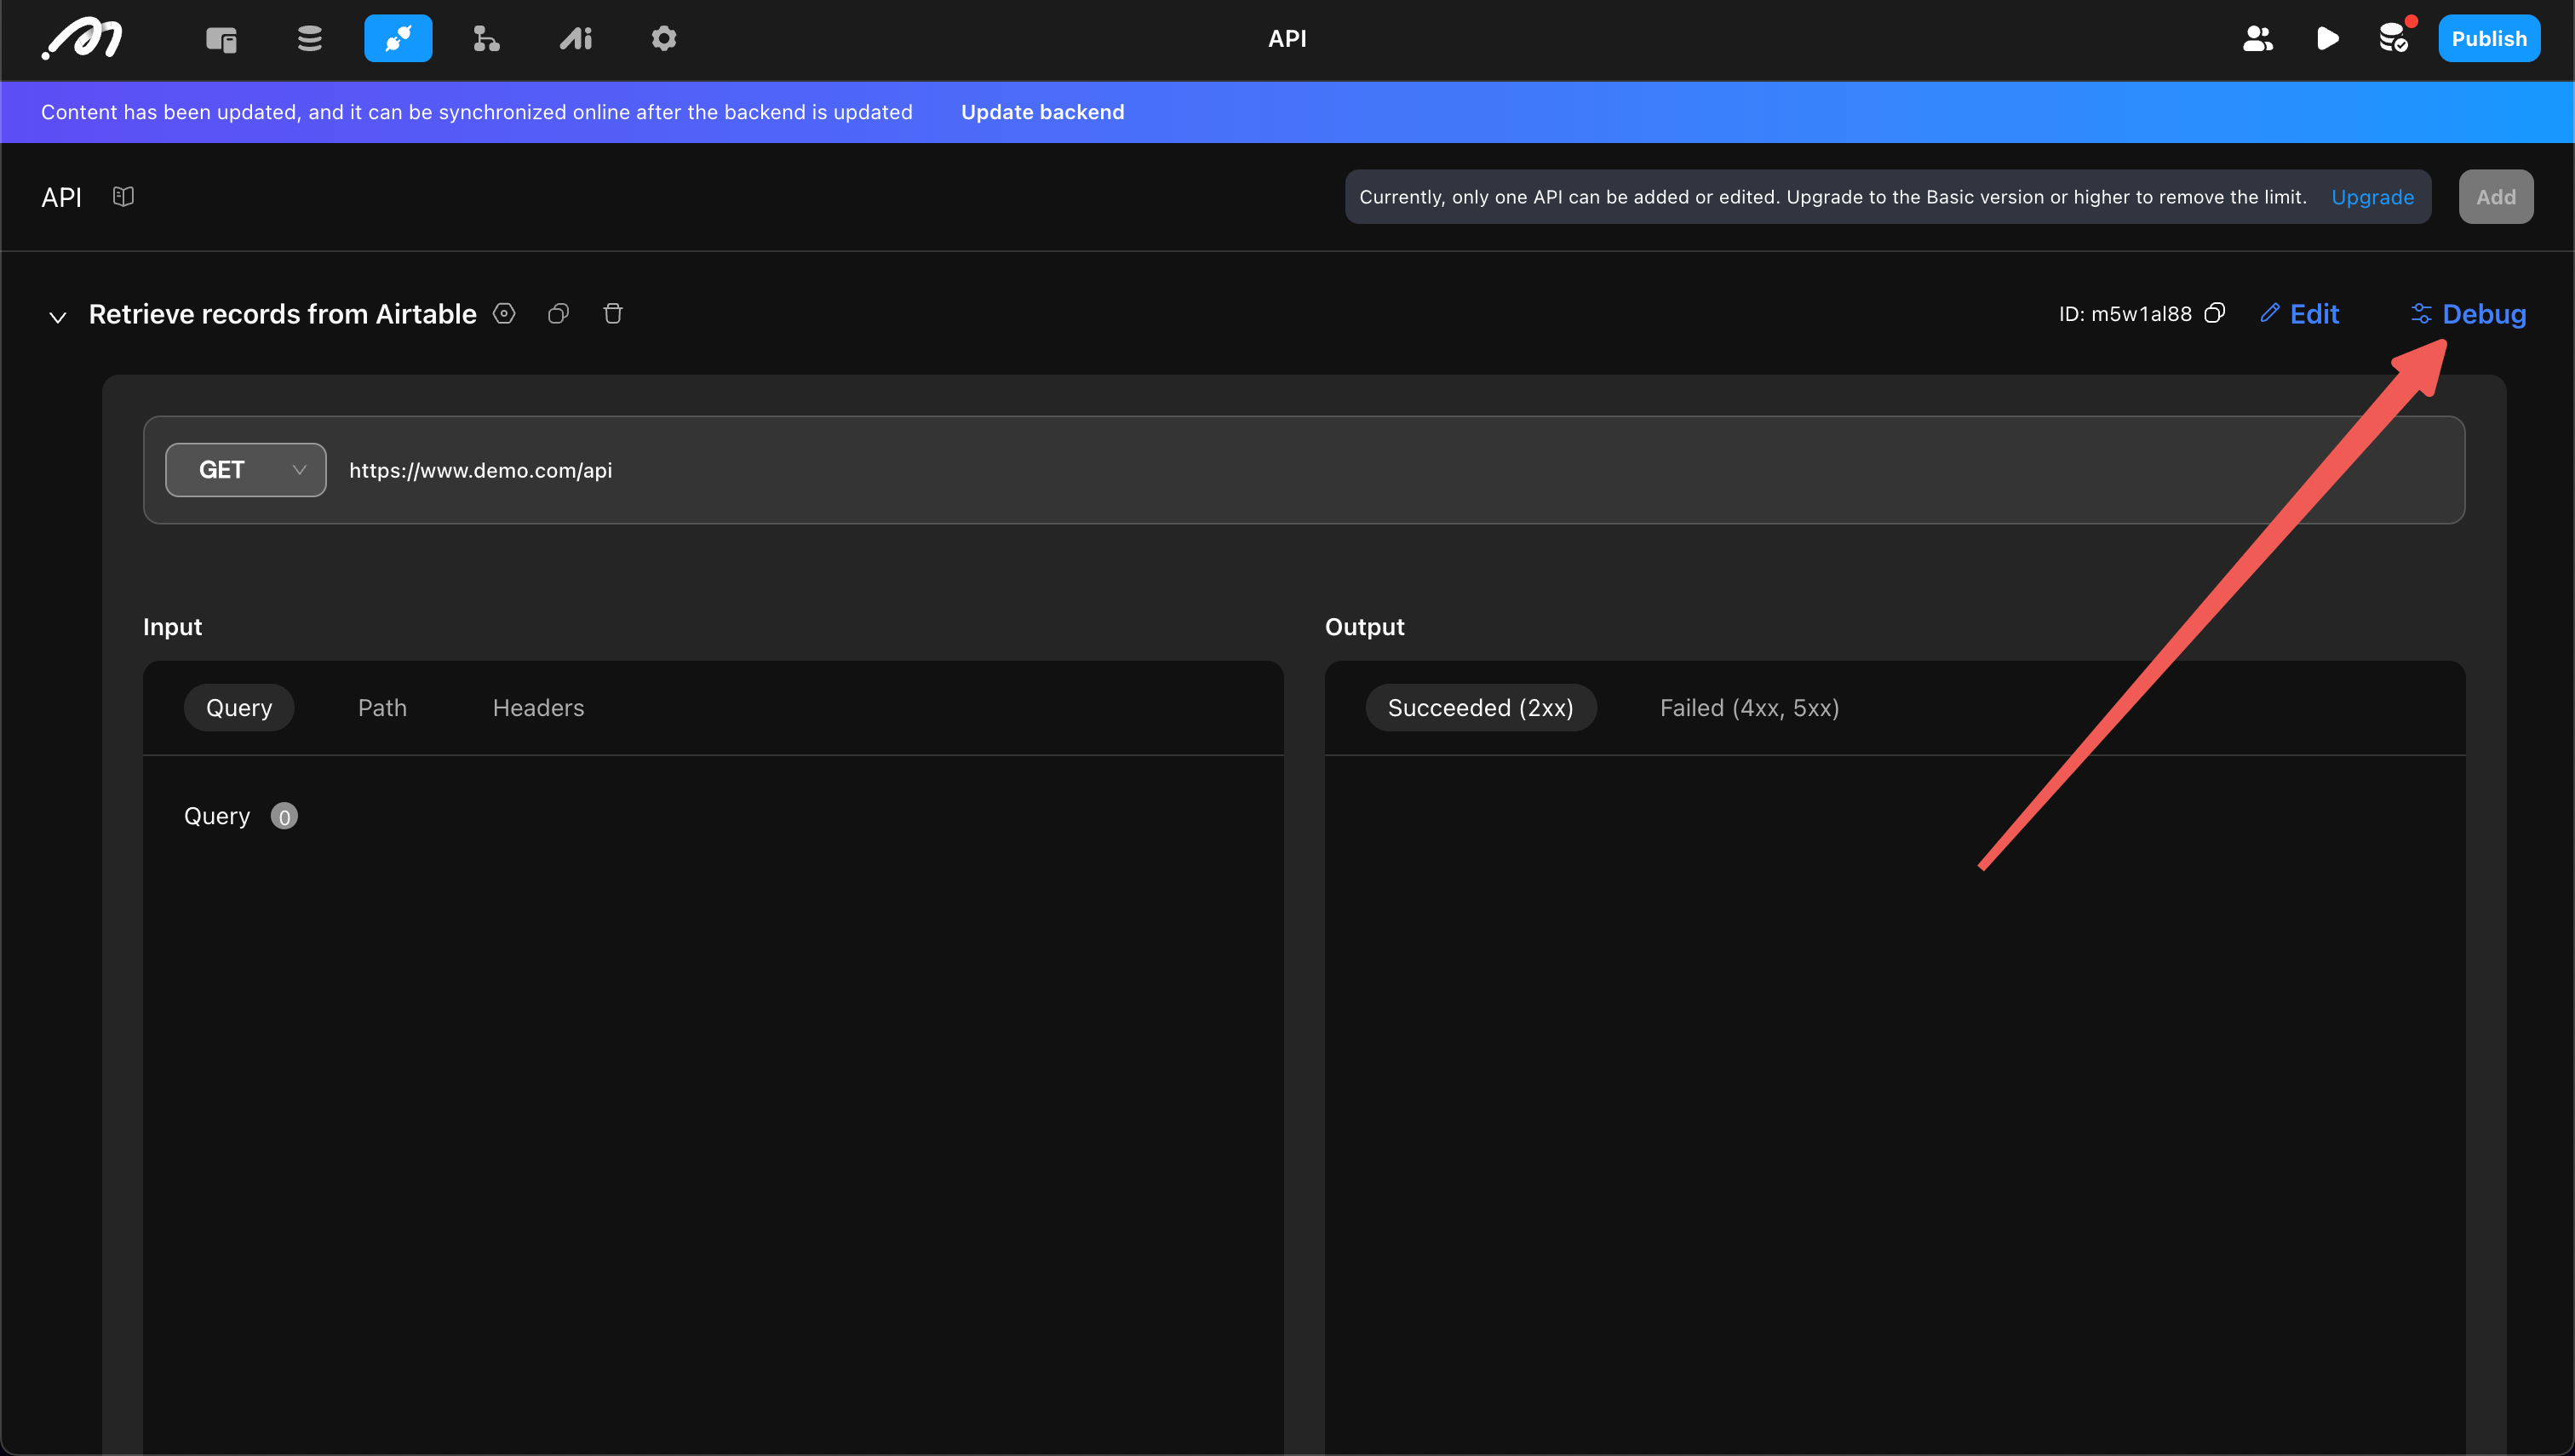 API
Publish
Content has been updated, and it can be synchronized online after the backend is updated
Update backend
API
Currently, only one API can be added or edited. Upgrade to the Basic version or higher to remove the limit.
Upgrade
Add
Retrieve records from Airtable
ID: m5w1al88
Edit
Debug
GET
https://www.demo.com/api
Input
Output
Query
Path
Headers
Succeeded (2xx)
Failed (4xx, 5xx)
Query
0